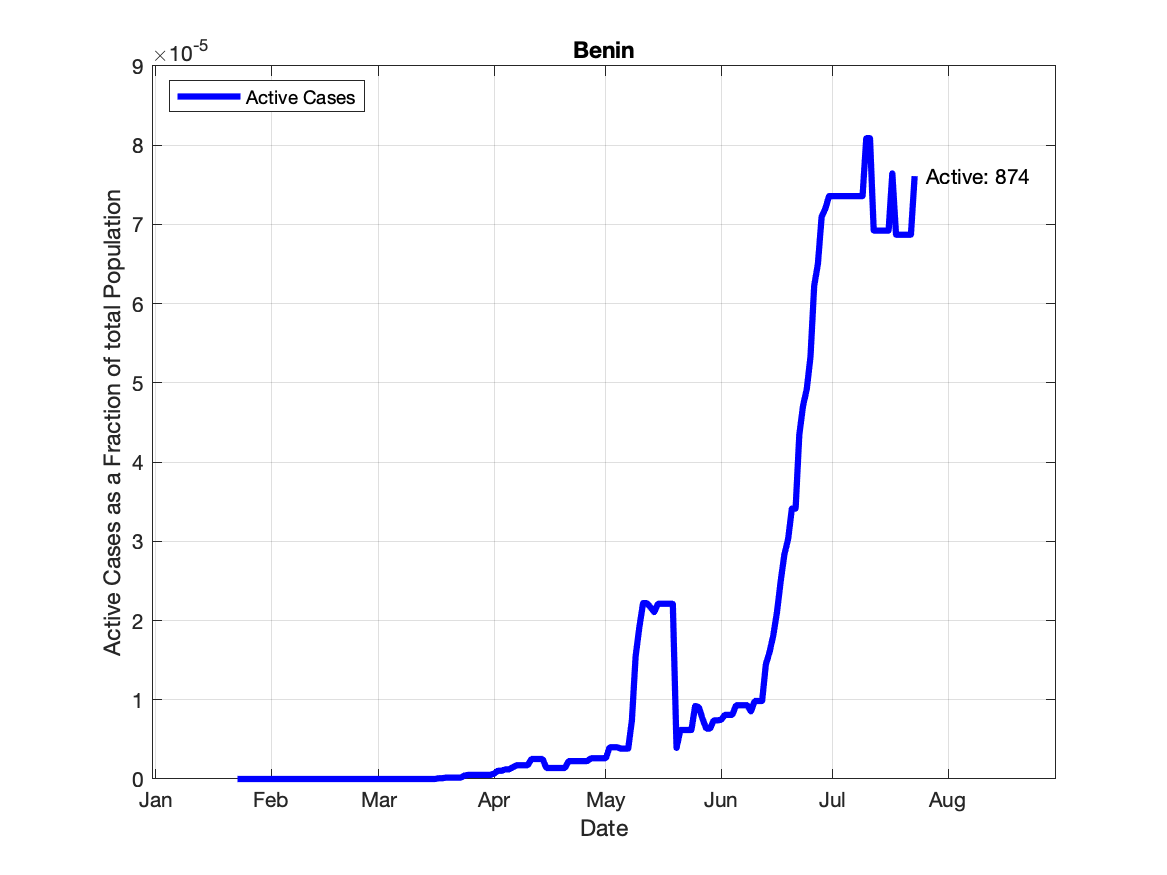 Benin
×10-5
Active Cases
Active: 874
Active Cases as a Fraction of total Population
9
8
7
6
5
4
3
2
1
0
Jan Feb Mar Apr May Jun Jul Aug
Date